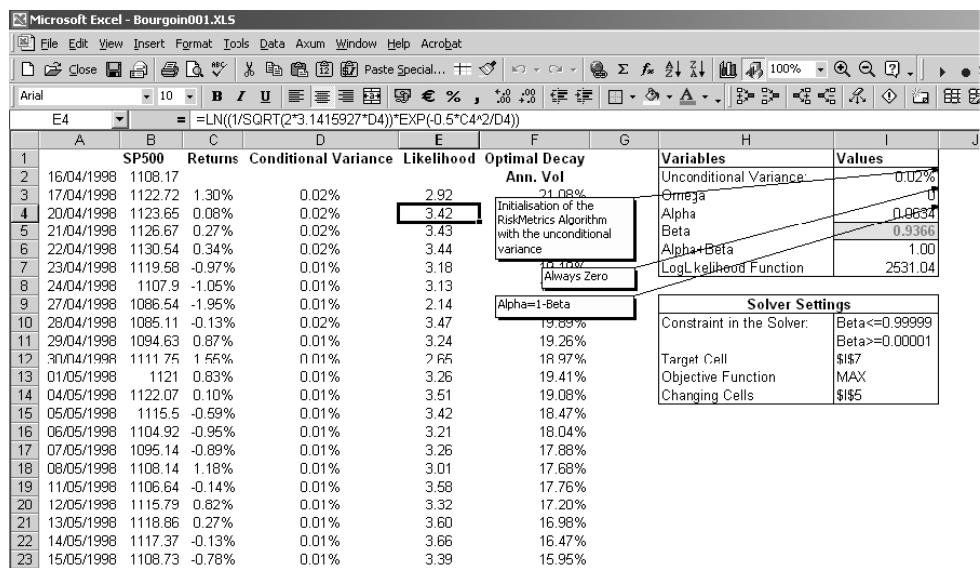 Microsoft Excel - Bourgoin001.XLS
File Edit View Insert Format Tools Data Axum Window Help Acrobat
Close Paste Special... 100%
Arial 10 B I U € % ,
E4 = =LN((1/SQRT(2*3.1415927*D4))*EXP(-0.5*C4^2/D4))
A B C D E F G H I J
1 SP500 Returns Conditional Variance Likelihood Optimal Decay Variables Values
2 16/04/1998 1108.17 Ann. Vol Unconditional Variance: 0.02%
3 17/04/1998 1122.72 1.30% 0.02% 2.92 21.08% Omega 0
4 20/04/1998 1123.65 0.08% 0.02% 3.42 Alpha 0.0634
5 21/04/1998 1126.67 0.27% 0.02% 3.43 Beta 0.9366
6 22/04/1998 1130.54 0.34% 0.02% 3.44 Alpha+Beta 1.00
7 23/04/1998 1119.58 -0.97% 0.01% 3.18 LogLikelihood Function 2531.04
Initialisation of the
RiskMetrics Algorithm
with the unconditional
variance
8 24/04/1998 1107.9 -1.05% 0.01% 3.13
Always Zero
9 27/04/1998 1086.54 -1.95% 0.01% 2.14 Solver Settings
Alpha=1-Beta
10 28/04/1998 1085.11 -0.13% 0.02% 3.47 19.89% Constraint in the Solver: Beta<=0.99999
11 29/04/1998 1094.63 0.87% 0.01% 3.24 19.26% Beta>=0.00001
12 30/04/1998 1111.75 1.55% 0.01% 2.65 18.97% Target Cell $I$7
13 01/05/1998 1121 0.83% 0.01% 3.26 19.41% Objective Function MAX
14 04/05/1998 1122.07 0.10% 0.01% 3.51 19.08% Changing Cells $I$5
15 05/05/1998 1115.5 -0.59% 0.01% 3.42 18.47%
16 06/05/1998 1104.92 -0.95% 0.01% 3.21 18.04%
17 07/05/1998 1095.14 -0.89% 0.01% 3.26 17.88%
18 08/05/1998 1108.14 1.18% 0.01% 3.01 17.68%
19 11/05/1998 1106.64 -0.14% 0.01% 3.58 17.76%
20 12/05/1998 1115.79 0.82% 0.01% 3.32 17.20%
21 13/05/1998 1118.86 0.27% 0.01% 3.60 16.98%
22 14/05/1998 1117.37 -0.13% 0.01% 3.66 16.47%
23 15/05/1998 1108.73 -0.78% 0.01% 3.39 15.95%